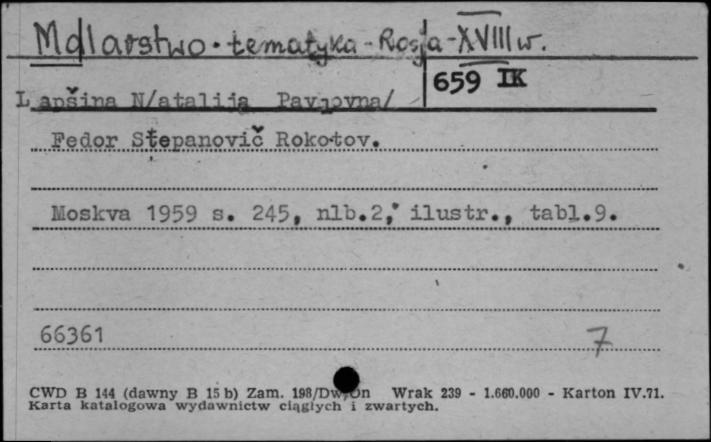 Malarstwo - tematyka - Rosja - XVIII w.
659 IK
Lapšina N/atalija Pavlovna/
Fedor Stepanovič Rokotov.
Moskva 1959 s. 245, nlb.2, ilustr., tabl.9.
66361 7
CWD B 144 (dawny B 15 b) Zam. 198/Dw/On Wrak 239 - 1.660.000 - Karton IV.71.
Karta katalogowa wydawnictw ciągłych i zwartych.